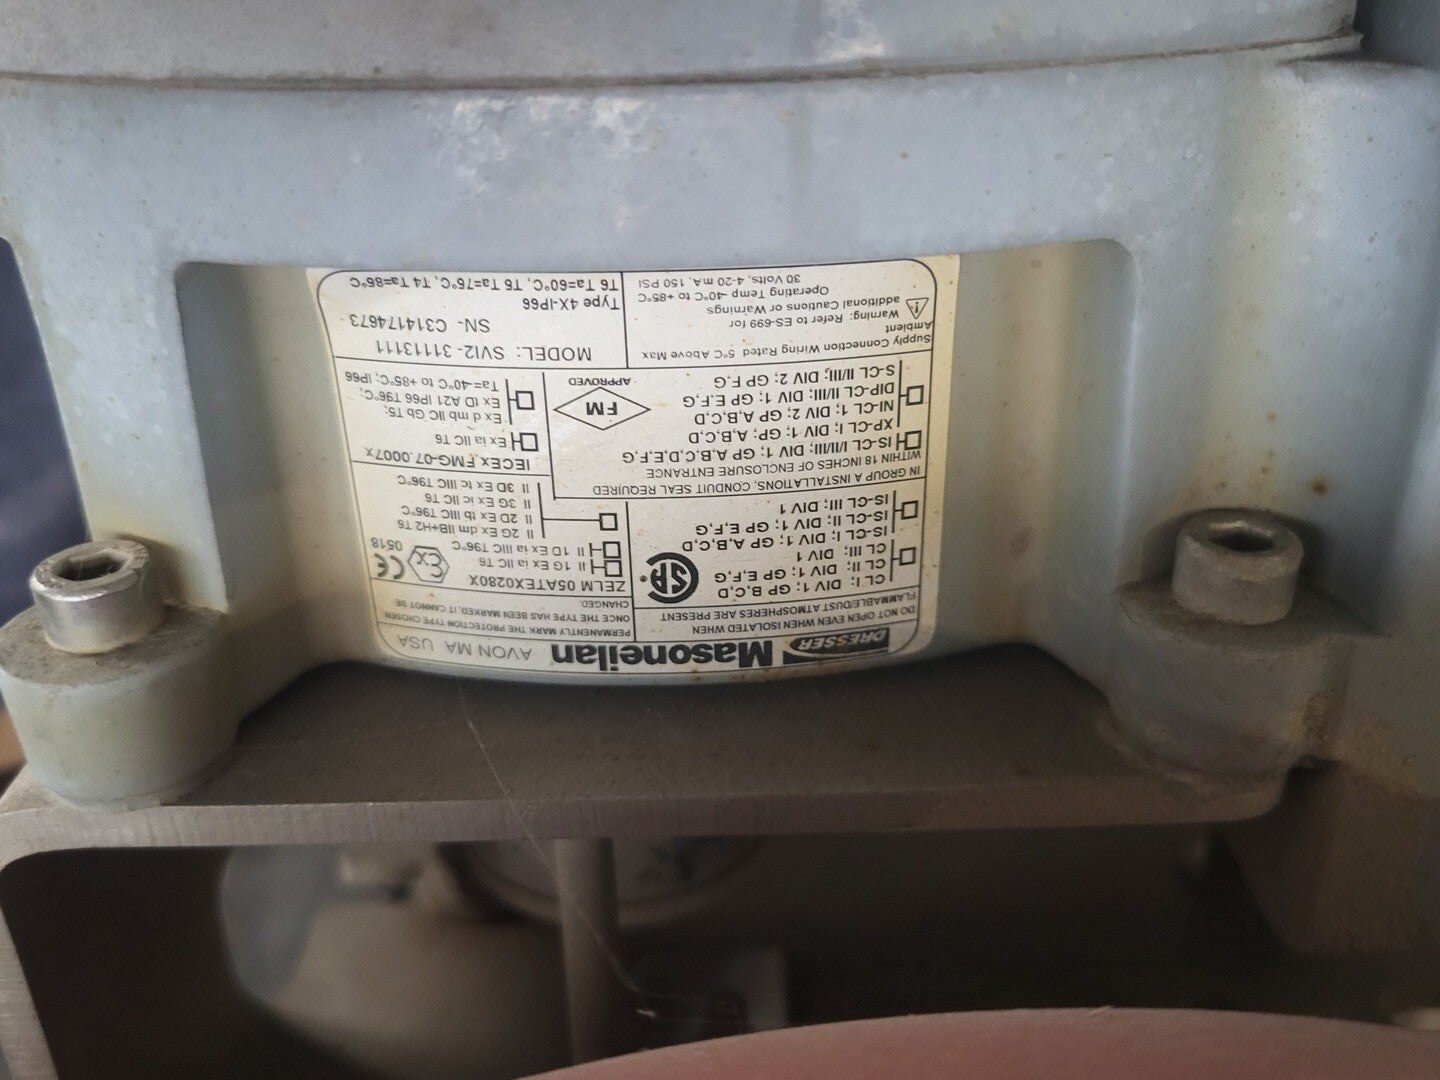 DRESSER Masoneilan AVON MA USA
DO NOT OPEN EVEN WHEN ISOLATED WHEN
FLAMMABLE/DUST ATMOSPHERES ARE PRESENT
CL I; DIV 1; GP B,C,D
CL II; DIV 1; GP E,F,G
CL III; DIV 1
IS-CL I; DIV 1; GP A,B,C,D
IS-CL II; DIV 1; GP E,F,G
IS-CL III; DIV 1
SA
PERMANENTLY MARK THE PROTECTION TYPE CHOSEN.
ONCE THE TYPE HAS BEEN MARKED, IT CANNOT BE
CHANGED.
ZELM 05ATEX0280X
II 1G Ex ia IIC T6
II 1D Ex ia IIIC T96°C
II 2G Ex dm IIB+H2 T6
II 2D Ex tb IIIC T96°C
II 3G Ex ic IIC T6
II 3D Ex tc IIIC T96°C
Ex CE
0518
IN GROUP A INSTALLATIONS, CONDUIT SEAL REQUIRED
WITHIN 18 INCHES OF ENCLOSURE ENTRANCE
IS-CL I/II/III; DIV 1; GP A,B,C,D,E,F,G
XP-CL I; DIV 1; GP: A,B,C,D
NI-CL 1; DIV 2; GP A,B,C,D
DIP-CL II/III; DIV 1; GP E,F,G
S-CL II/III; DIV 2; GP F,G
FM
APPROVED
IECEx FMG-07.0007x
Ex ia IIC T6
Ex d mb IIC Gb T5;
Ex tD A21 IP66 T96°C;
Ta=-40°C to +85°C; IP66
Supply Connection Wiring Rated 5°C Above Max
Ambient
Warning: Refer to ES-699 for
additional Cautions or Warnings
Operating Temp -40°C to +85°C
30 Volts, 4-20 mA, 150 PSI
MODEL: SVI2- 31113111
SN- C314174673
Type 4X-IP66
T6 Ta=60°C, T5 Ta=75°C, T4 Ta=85°C